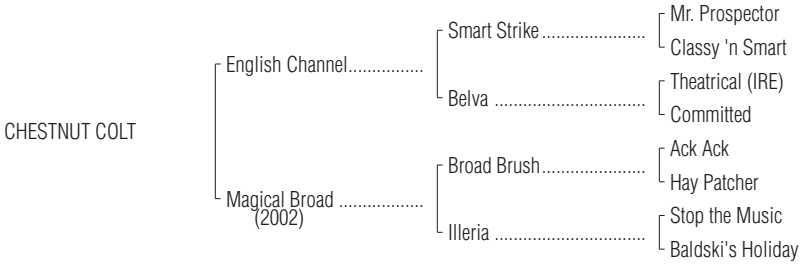 Mr. Prospector
Smart Strike......................
Classy 'n Smart
English Channel................
Theatrical (IRE)
Belva ................................
Committed
CHESTNUT COLT
Ack Ack
Broad Brush......................
Hay Patcher
Magical Broad ..................
(2002)
Stop the Music
Illeria ................................
Baldski's Holiday